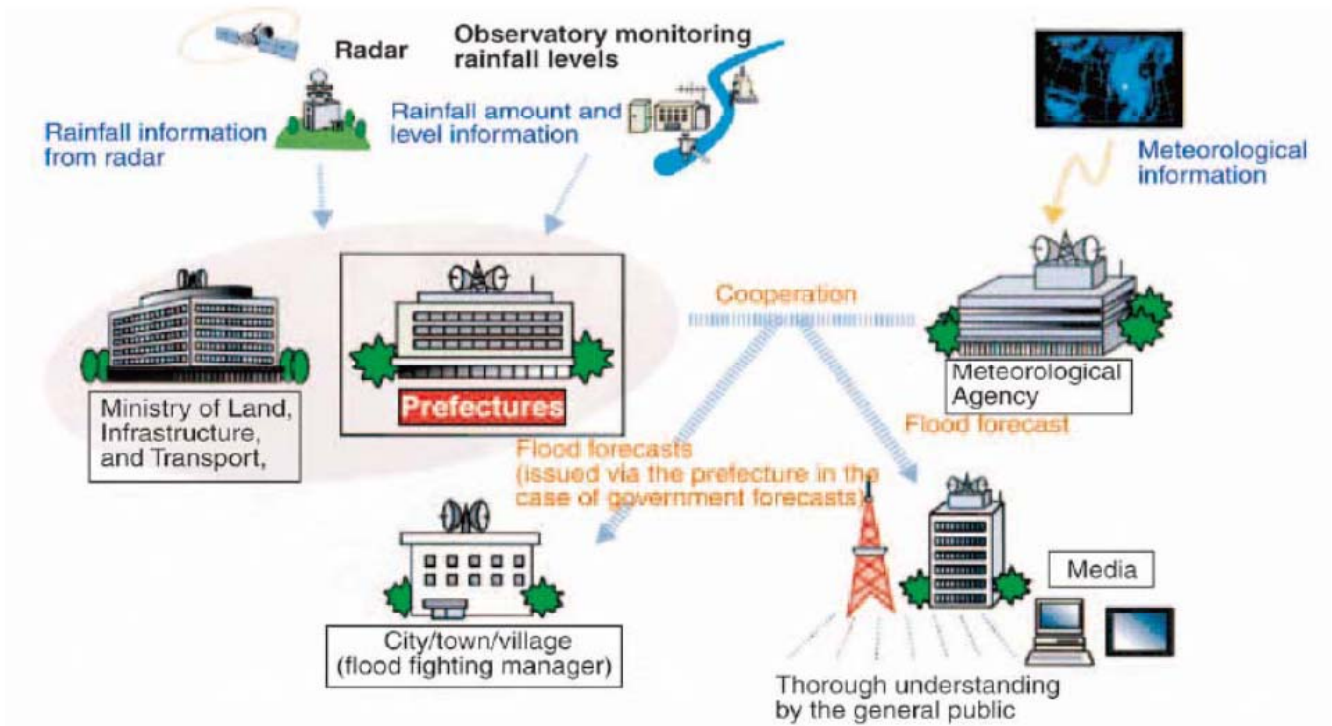 Radar
Observatory monitoring
rainfall levels
Rainfall information
from radar
Rainfall amount and
level information
Meteorological
information
Cooperation
Ministry of Land,
Infrastructure,
and Transport,
Prefectures
Meteorological
Agency
Flood forecasts
(issued via the prefecture in the
case of government forecasts)
Flood forecast
City/town/village
(flood fighting manager)
Media
Thorough understanding
by the general public